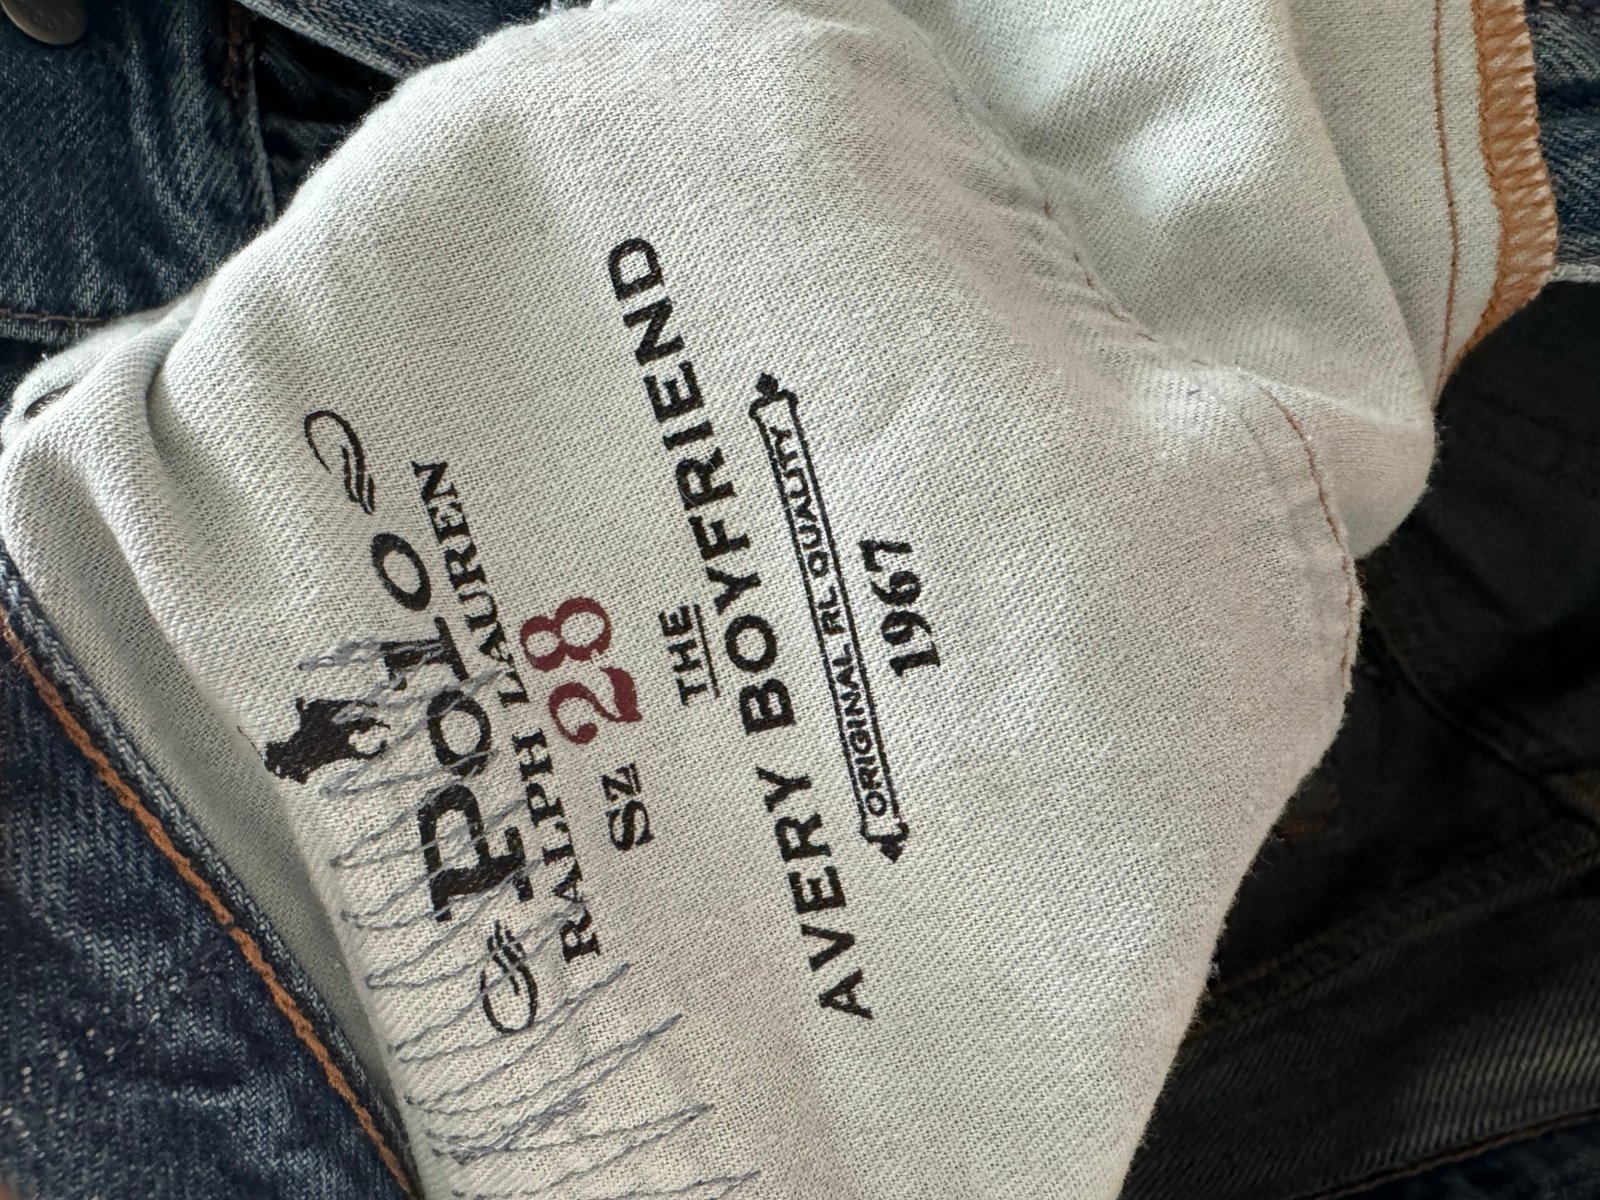 Polo
RALPH LAUREN
SZ 28
THE
AVERY BOYFRIEND
ORIGINAL RL QUALITY
1967